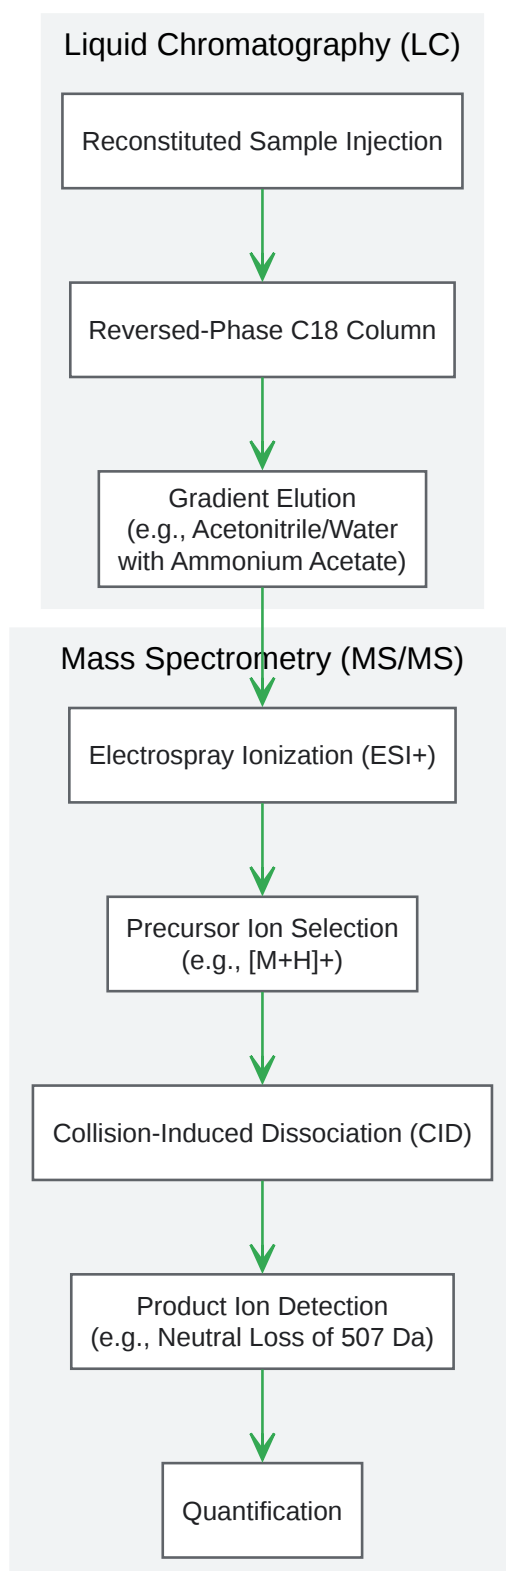 Liquid Chromatography (LC)
Reconstituted Sample Injection
Reversed-Phase C18 Column
Gradient Elution
(e.g., Acetonitrile/Water
with Ammonium Acetate)
Mass Spectrometry (MS/MS)
Electrospray Ionization (ESI+)
Precursor Ion Selection
(e.g., [M+H]+)
Collision-Induced Dissociation (CID)
Product Ion Detection
(e.g., Neutral Loss of 507 Da)
Quantification